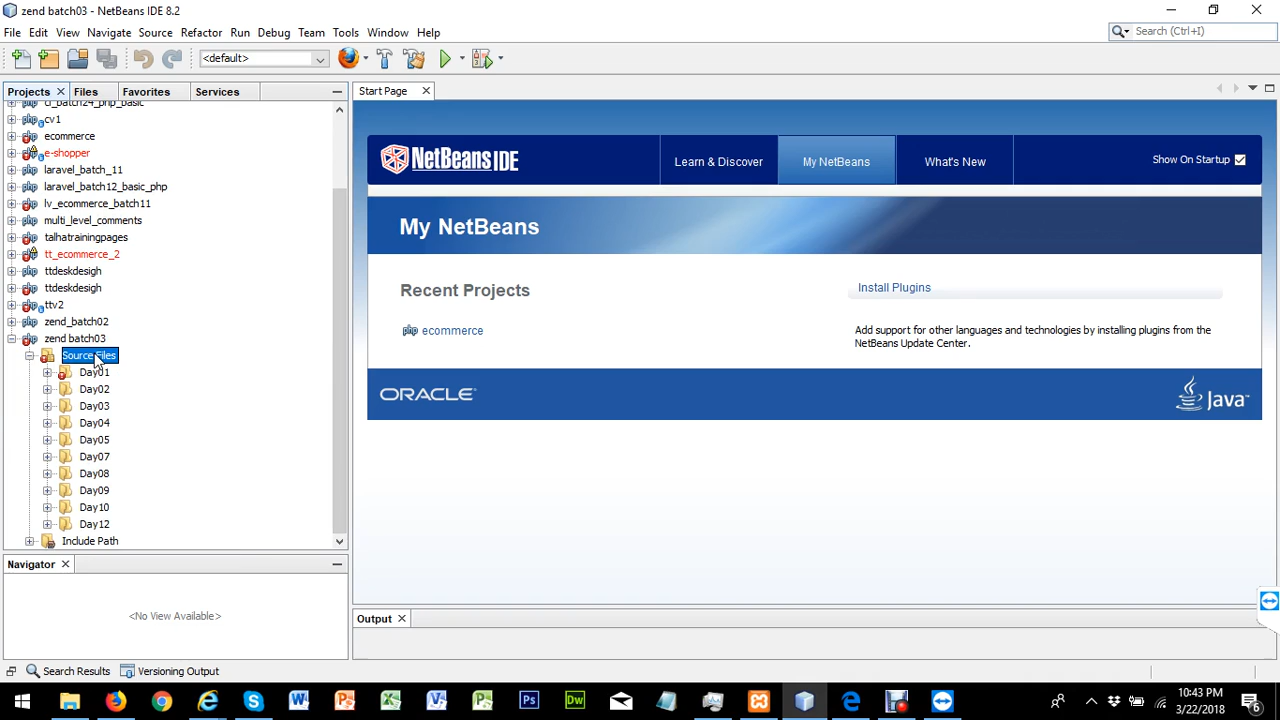 zend batch03 - NetBeans IDE 8.2
File Edit View Navigate Source Refactor Run Debug Team Tools Window Help
Search (Ctrl+I)
<default>
Projects Files Favorites Services
Start Page
ci_batch24_php_basic
cv1
ecommerce
e-shopper
laravel_batch_11
laravel_batch12_basic_php
lv_ecommerce_batch11
multi_level_comments
talhatrainingpages
tt_ecommerce_2
ttdeskdesigh
ttdeskdesigh
ttv2
zend_batch02
zend batch03
Source Files
Day01
Day02
Day03
Day04
Day05
Day07
Day08
Day09
Day10
Day12
Include Path
NetBeans IDE
Learn & Discover
My NetBeans
What's New
Show On Startup
My NetBeans
Recent Projects
php ecommerce
Install Plugins
Add support for other languages and technologies by installing plugins from the
NetBeans Update Center.
ORACLE
Java
Navigator
<No View Available>
Output
Search Results Versioning Output
10:43 PM
3/22/2018
6